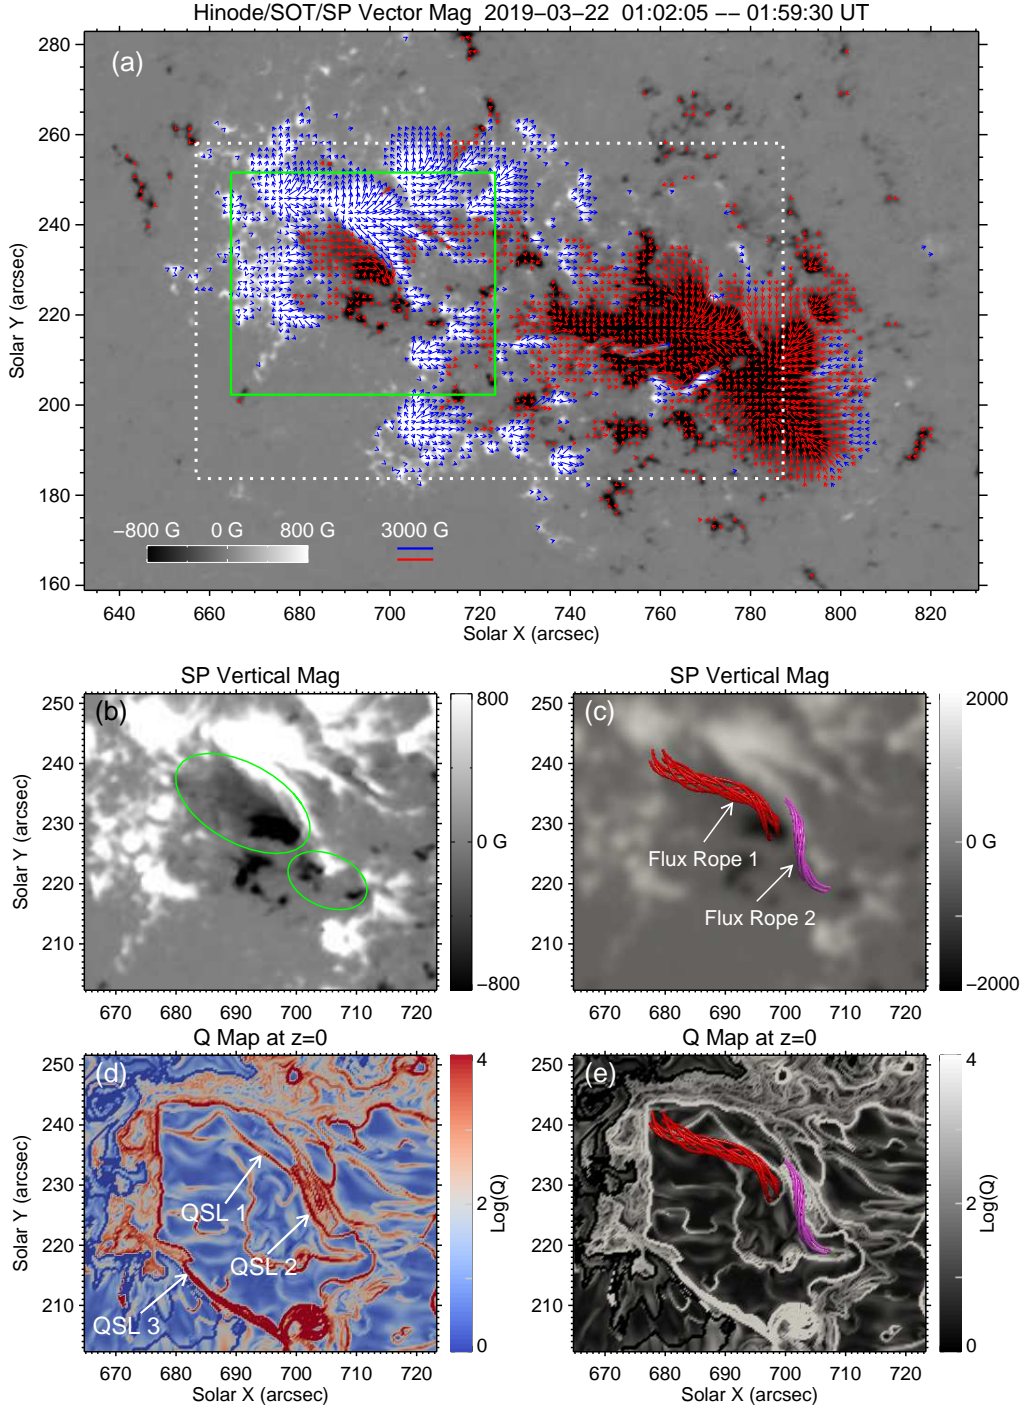 Hinode/SOT/SP Vector Mag 2019−03−22 01:02:05 −− 01:59:30 UT
(a)
280
260
240
220
200
180
160
Solar Y (arcsec)
−800 G 0 G 800 G
3000 G
640 660 680 700 720 740 760 780 800 820
Solar X (arcsec)
SP Vertical Mag
(b)
250
240
230
220
210
Solar Y (arcsec)
670 680 690 700 710 720
800
0 G
−800
SP Vertical Mag
(c)
250
240
230
220
210
Flux Rope 1
Flux Rope 2
670 680 690 700 710 720
2000
0 G
−2000
Q Map at z=0
(d)
250
240
230
220
210
Solar Y (arcsec)
QSL 1
QSL 2
QSL 3
670 680 690 700 710 720
Solar X (arcsec)
4
2
0
Log(Q)
Q Map at z=0
(e)
250
240
230
220
210
670 680 690 700 710 720
Solar X (arcsec)
4
2
0
Log(Q)